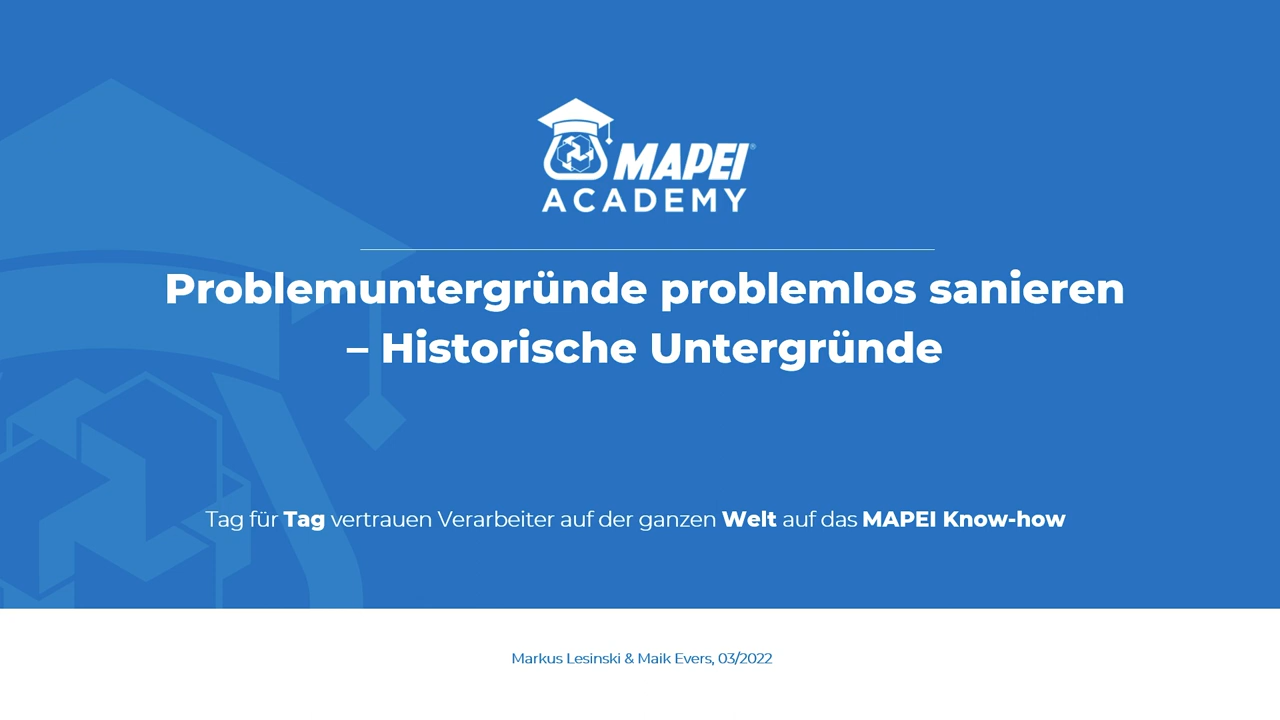 MAPEI®
ACADEMY
Problemuntergründe problemlos sanieren
– Historische Untergründe
Tag für Tag vertrauen Verarbeiter auf der ganzen Welt auf das MAPEI Know-how
Markus Lesinski & Maik Evers, 03/2022